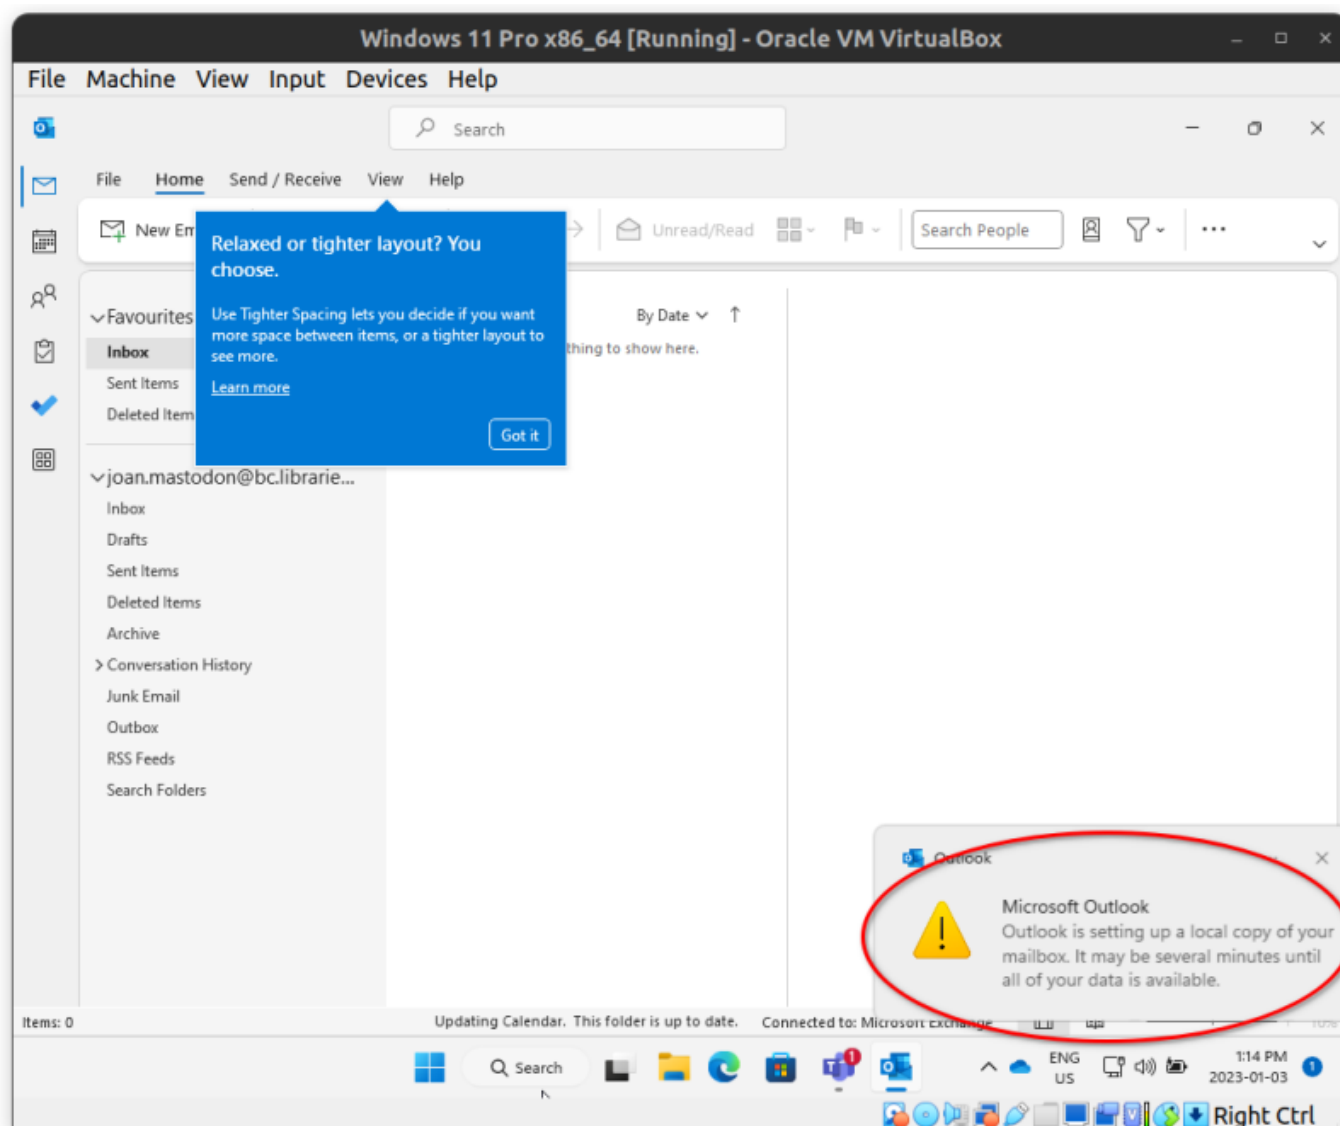 Windows 11 Pro x86_64 [Running] - Oracle VM VirtualBox
File Machine View Input Devices Help
Search
File Home Send / Receive View Help
New Em
Unread/Read
Search People
Relaxed or tighter layout? You
choose.
Use Tighter Spacing lets you decide if you want
more space between items, or a tighter layout to
see more.
Learn more
Got it
Favourites
Inbox
Sent Items
Deleted Item
By Date
thing to show here.
joan.mastodon@bc.librarie...
Inbox
Drafts
Sent Items
Deleted Items
Archive
Conversation History
Junk Email
Outbox
RSS Feeds
Search Folders
Outlook
Microsoft Outlook
Outlook is setting up a local copy of your
mailbox. It may be several minutes until
all of your data is available.
Items: 0
Updating Calendar. This folder is up to date. Connected to: Microsoft Exchange
10%
Search
1
ENG
US
1:14 PM
2023-01-03
1
Right Ctrl